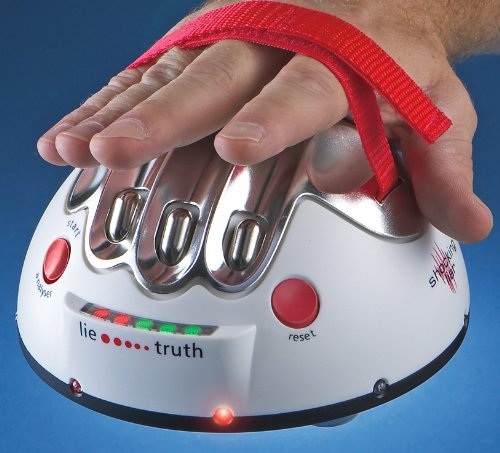 start
analyser
lie
truth
reset
shocking
liar